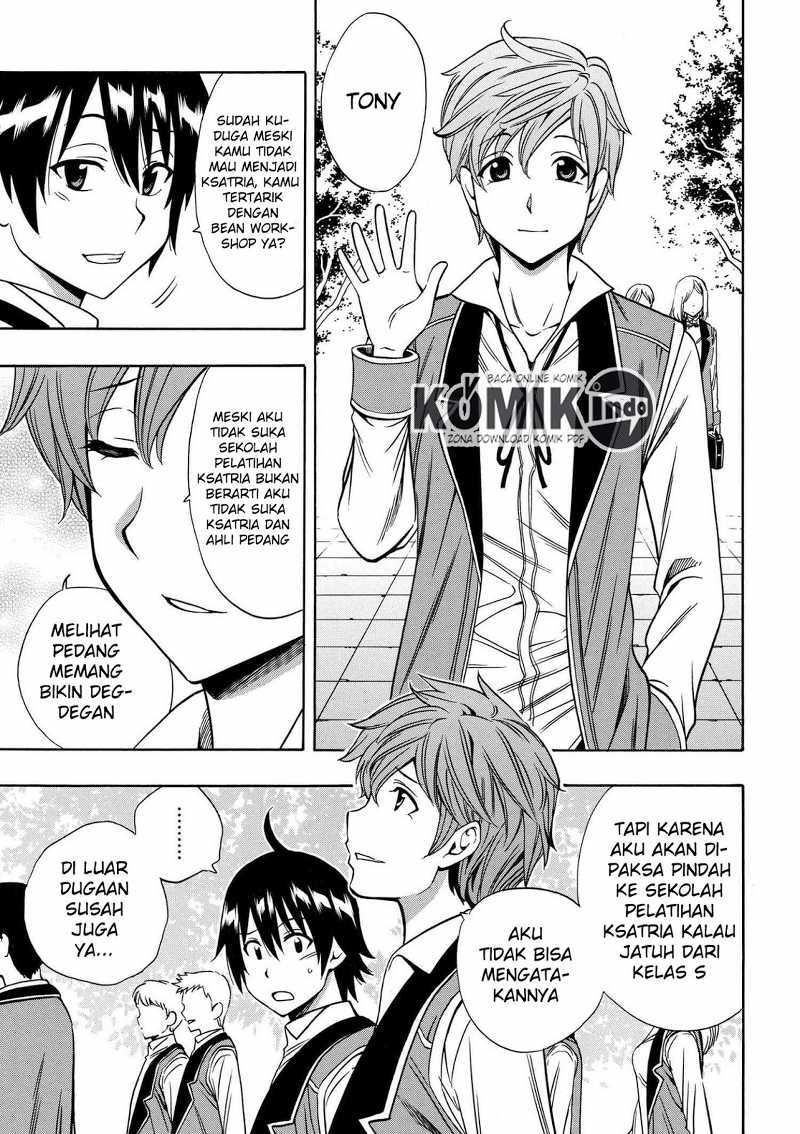 TONY
SUDAH KU-
DUGA MESKI
KAMU TIDAK
MAU MENJADI
KSATRIA, KAMU
TERTARIK
DENGAN
BEAN WORK-
SHOP YA?
BACA ONLINE KOMIK
KOMIK indo
ZONA DOWNLOAD KOMIK PDF
MESKI AKU
TIDAK SUKA
SEKOLAH
PELATIHAN
KSATRIA BUKAN
BERARTI AKU
TIDAK SUKA
KSATRIA DAN
AHLI PEDANG
MELIHAT
PEDANG
MEMANG
BIKIN DEG-
DEGAN
TAPI KARENA
AKU AKAN DI-
PAKSA PINDAH
KE SEKOLAH
PELATIHAN
KSATRIA KALAU
JATUH DARI
KELAS S
AKU
TIDAK BISA
MENGATA-
KANNYA
........
DI LUAR
DUGAAN
SUSAH
JUGA
YA...